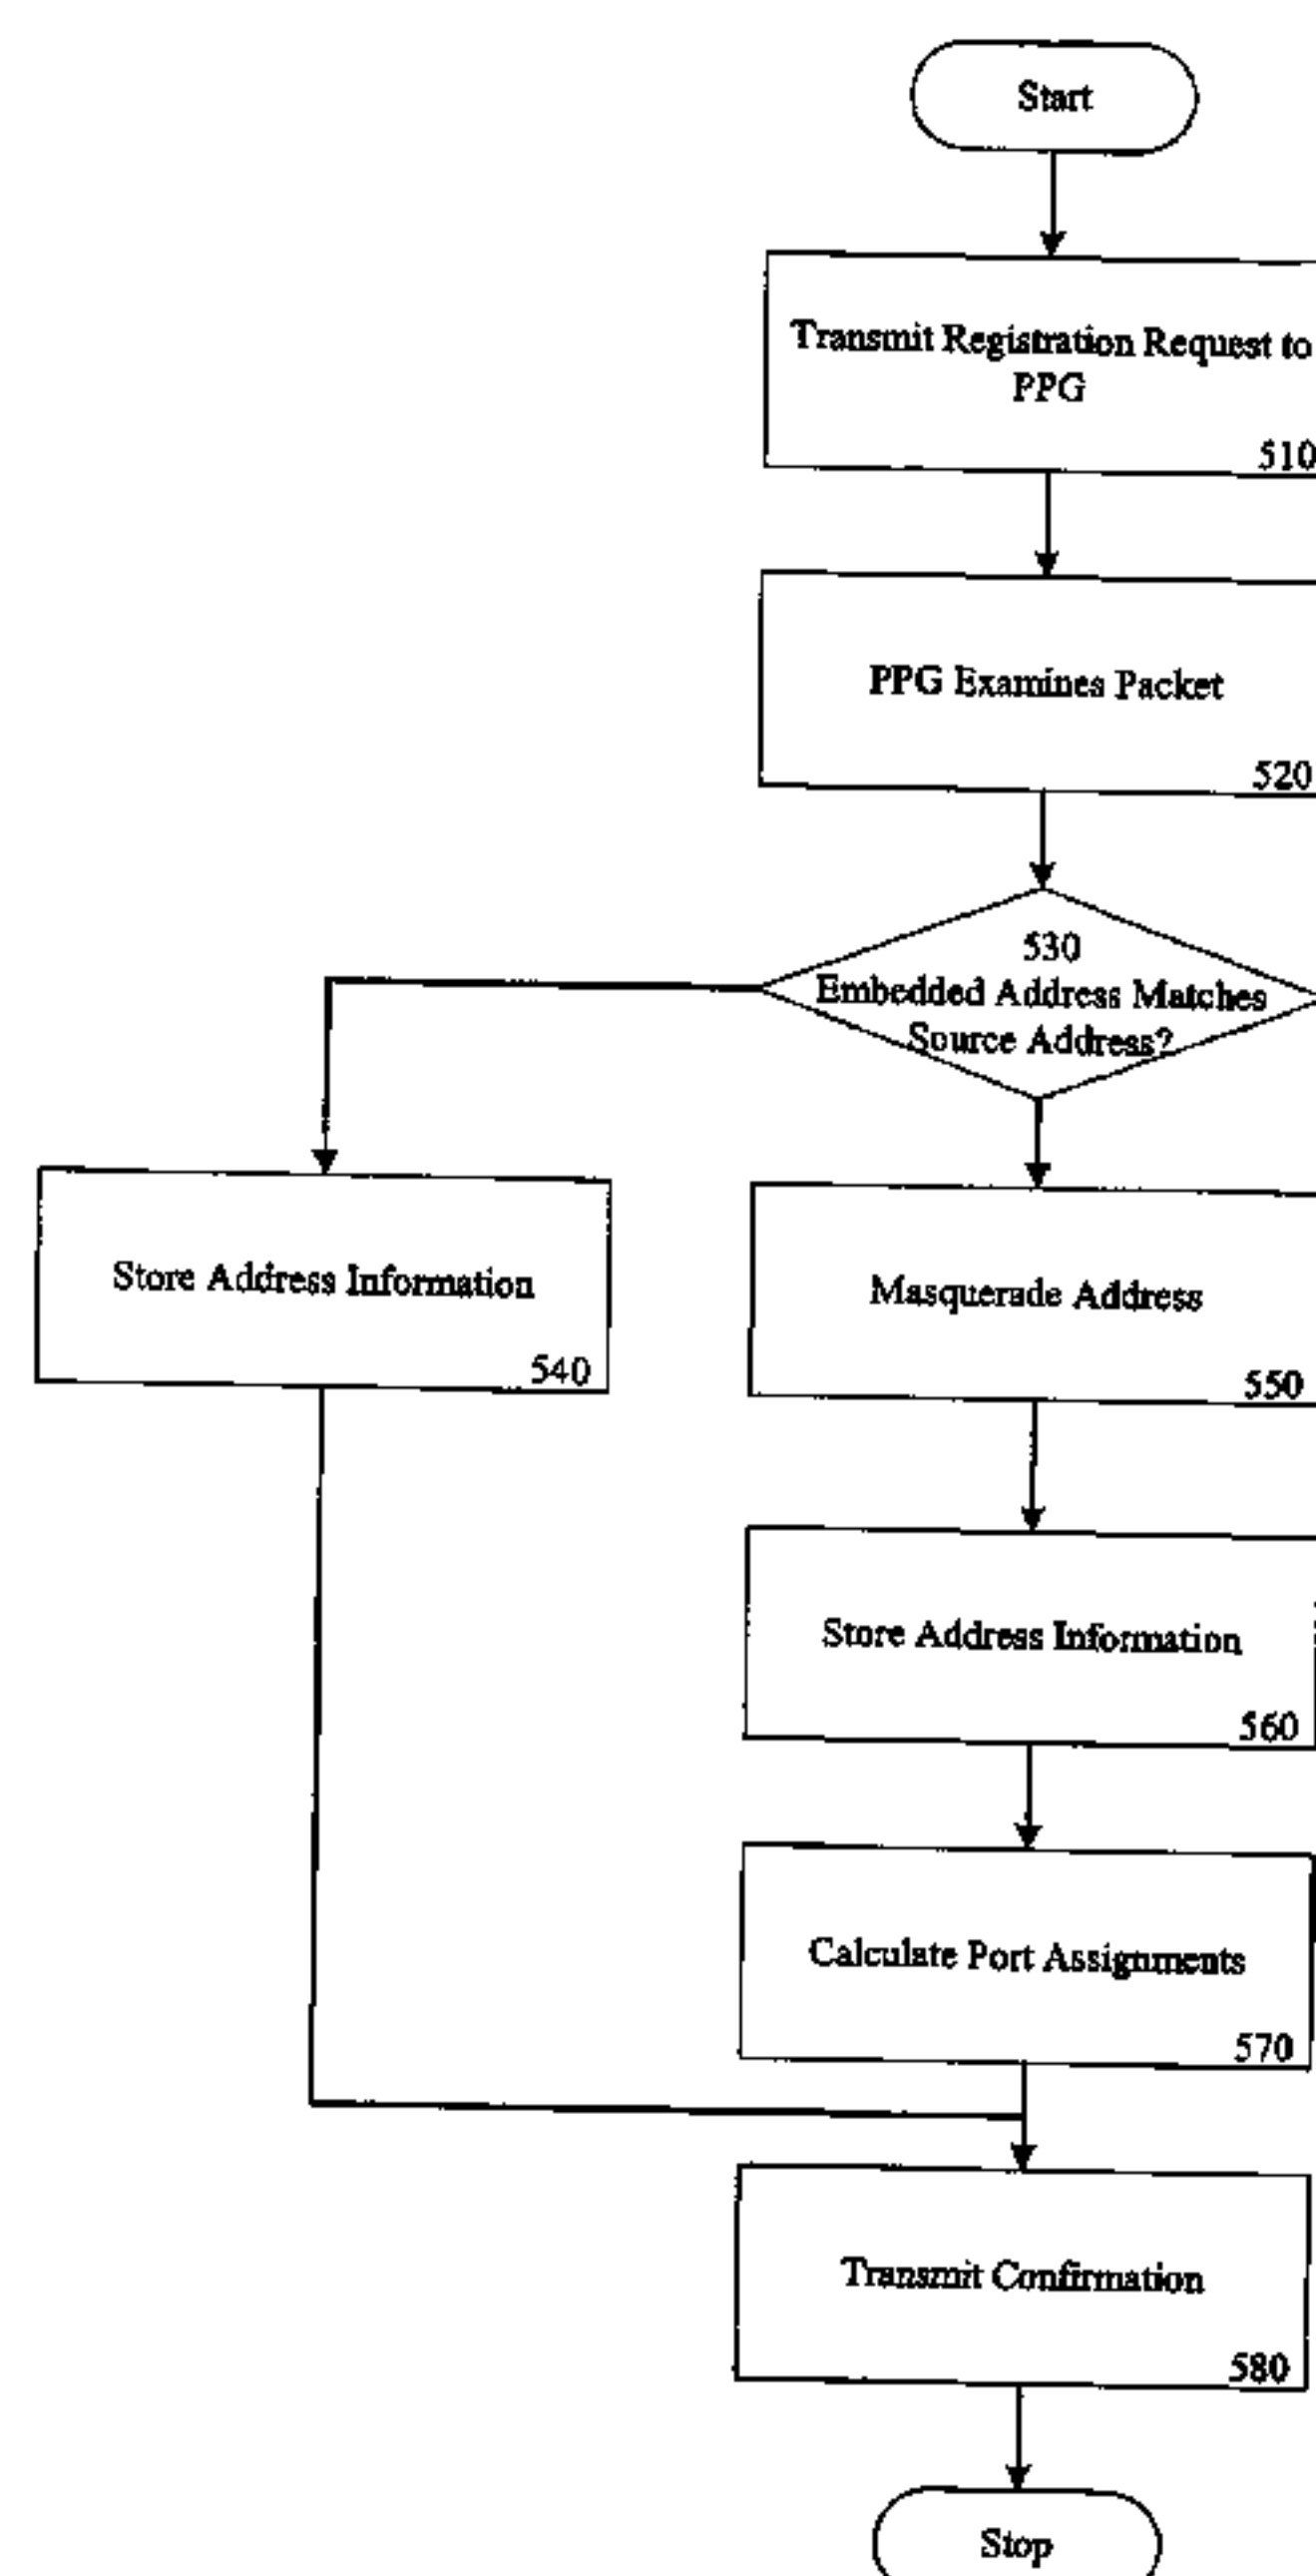 Start
Transmit Registration Request to
PPG
510
PPG Examines Packet
520
530
Embedded Address Matches
Source Address?
Store Address Information
540
Masquerade Address
550
Store Address Information
560
Calculate Port Assignments
570
Transmit Confirmation
580
Stop